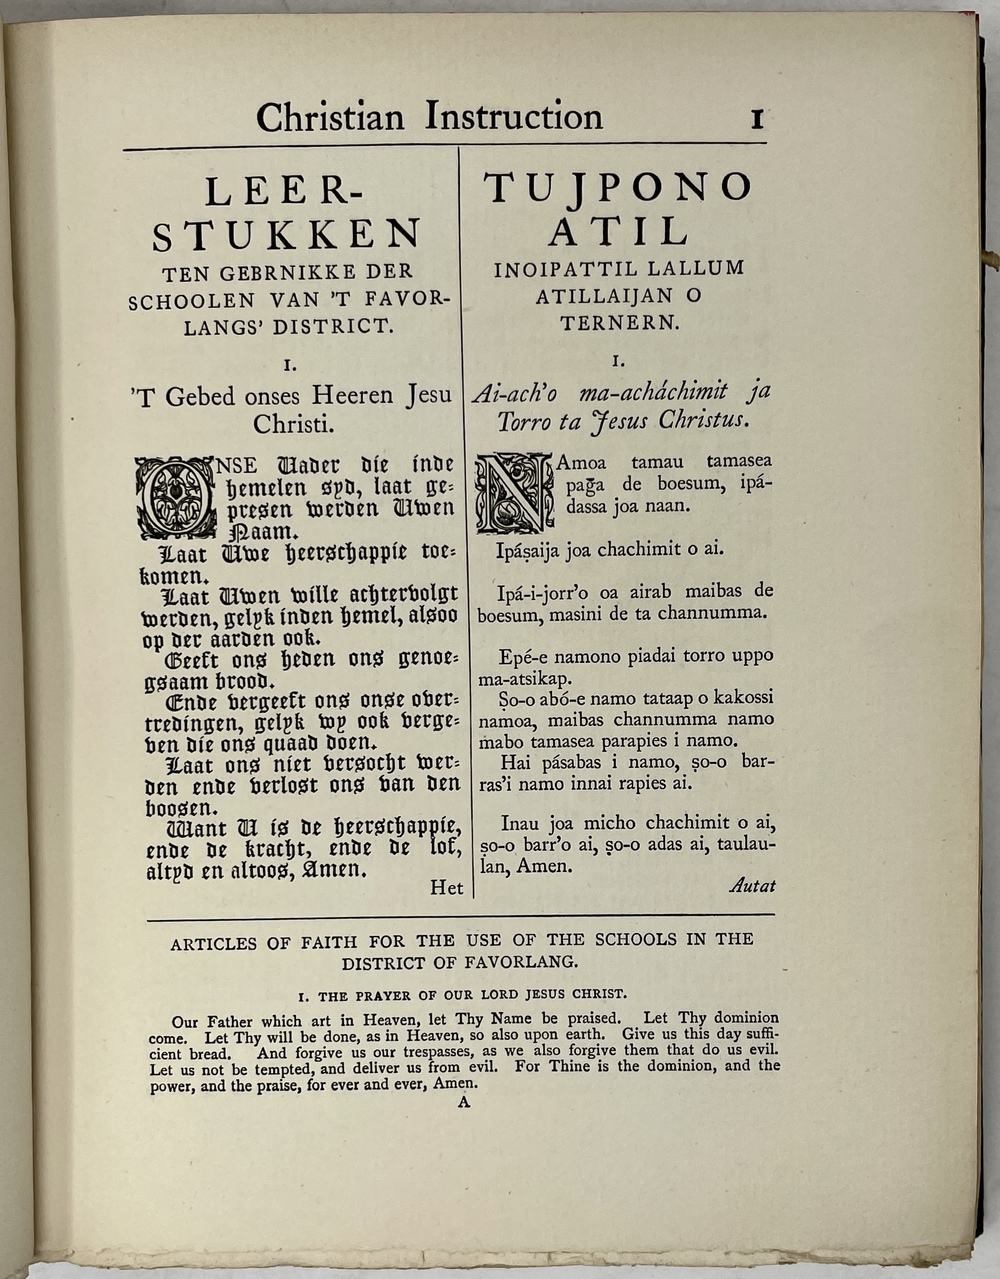 Christian Instruction 1
LEER-
STUKKEN
TEN GEBRNIKKE DER
SCHOOLEN VAN 'T FAVOR-
LANGS' DISTRICT.
I.
'T Gebed onses Heeren Jesu
Christi.
ONSE Vader die inde
hemelen syd, laat ge-
presen werden Uwen
Naam.
Laat Uwe heerschappie toe-
komen.
Laat Uwen wille achtervolgt
werden, gelyk inden hemel, alsoo
op der aarden ook.
Geeft ons heden ons genoe-
gsaam brood.
Ende vergeeft ons onse over-
tredingen, gelyk wy ook verge-
ven die ons quaad doen.
Laat ons niet versocht wer-
den ende verlost ons van den
boosen.
Want U is de heerschappie,
ende de kracht, ende de lof,
altyd en altoos, Amen.
Het
TUJPONO
ATIL
INOIPATTIL LALLUM
ATILLAIJAN O
TERNERN.
I.
Ai-ach'o ma-acháchimit ja
Torro ta Jesus Christus.
NAmoa tamau tamasea
paḡa de boesum, ipá-
dassa joa naan.
Ipáṣaija joa chachimit o ai.
Ipá-i-jorr'o oa airab maibas de
boesum, masini de ta channumma.
Epé-e namono piadai torro uppo
ma-atsikap.
Ṣo-o abó-e namo tataap o kakossi
namoa, maibas channumma namo
mabo tamasea parapies i namo.
Hai pásabas i namo, ṣo-o bar-
ras'i namo innai rapies ai.
Inau joa micho chachimit o ai,
ṣo-o barr'o ai, ṣo-o adas ai, taulau-
lan, Amen.
Autat
ARTICLES OF FAITH FOR THE USE OF THE SCHOOLS IN THE
DISTRICT OF FAVORLANG.
I. THE PRAYER OF OUR LORD JESUS CHRIST.
Our Father which art in Heaven, let Thy Name be praised. Let Thy dominion
come. Let Thy will be done, as in Heaven, so also upon earth. Give us this day suffi-
cient bread. And forgive us our trespasses, as we also forgive them that do us evil.
Let us not be tempted, and deliver us from evil. For Thine is the dominion, and the
power, and the praise, for ever and ever, Amen.
A